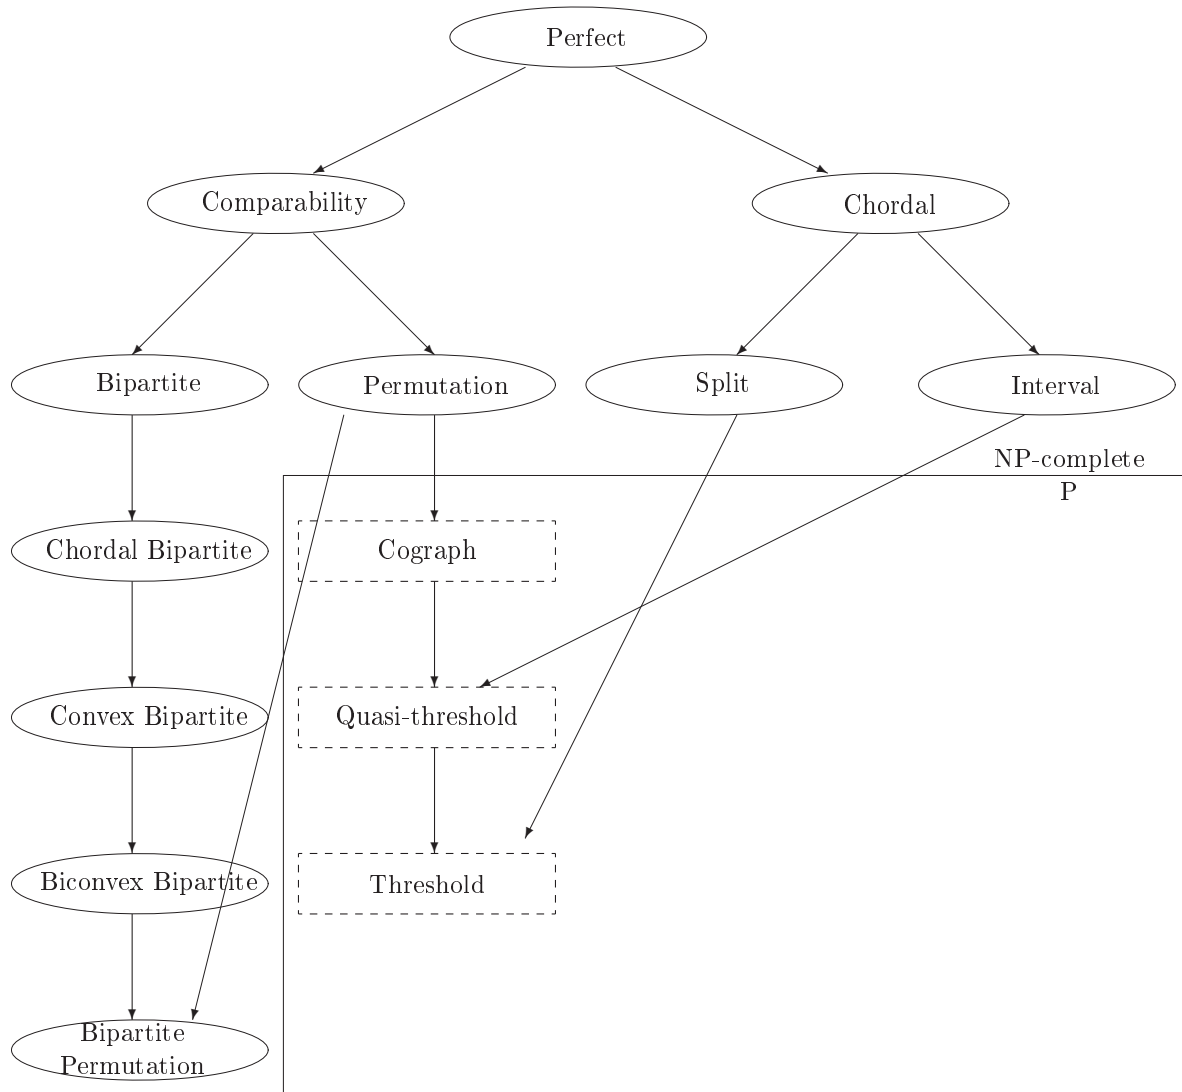 Perfect
Comparability
Chordal
Bipartite
Permutation
Split
Interval
NP-complete
P
Chordal Bipartite
Cograph
Convex Bipartite
Quasi-threshold
Biconvex Bipartite
Threshold
Bipartite
Permutation